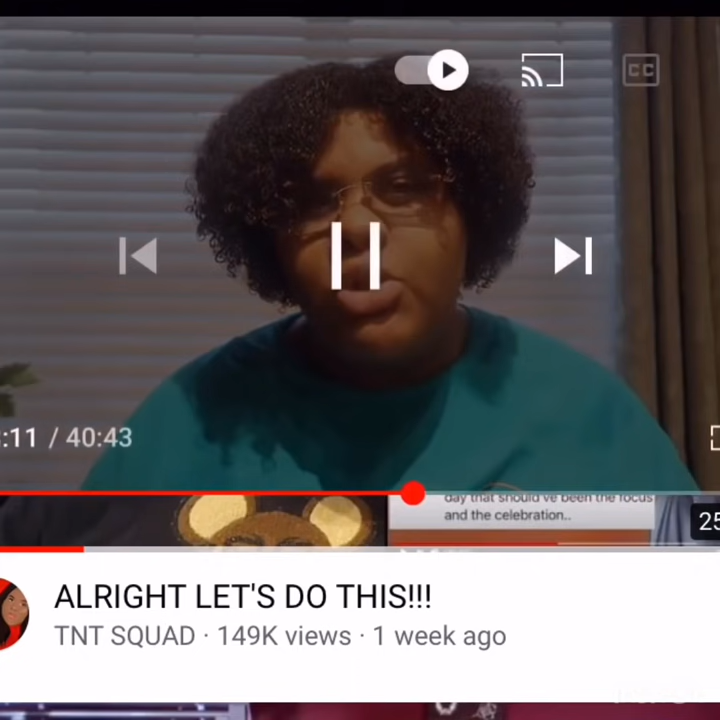 CC
:11 / 40:43
day that should've been the focus
and the celebration..
25
ALRIGHT LET'S DO THIS!!!
TNT SQUAD · 149K views · 1 week ago